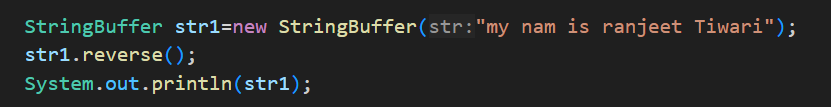 StringBuffer str1=new StringBuffer(str:"my nam is ranjeet Tiwari");
str1.reverse();
System.out.println(str1);